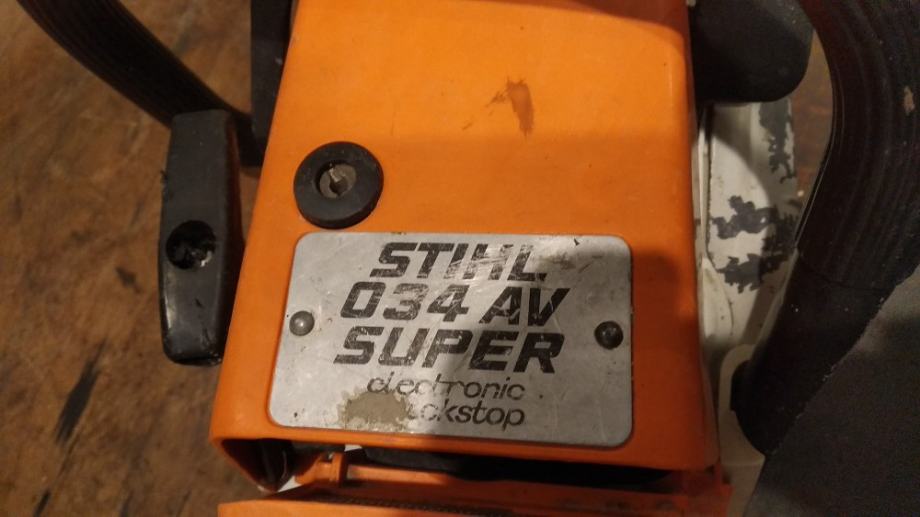 STIHL
034 AV
SUPER
electronic